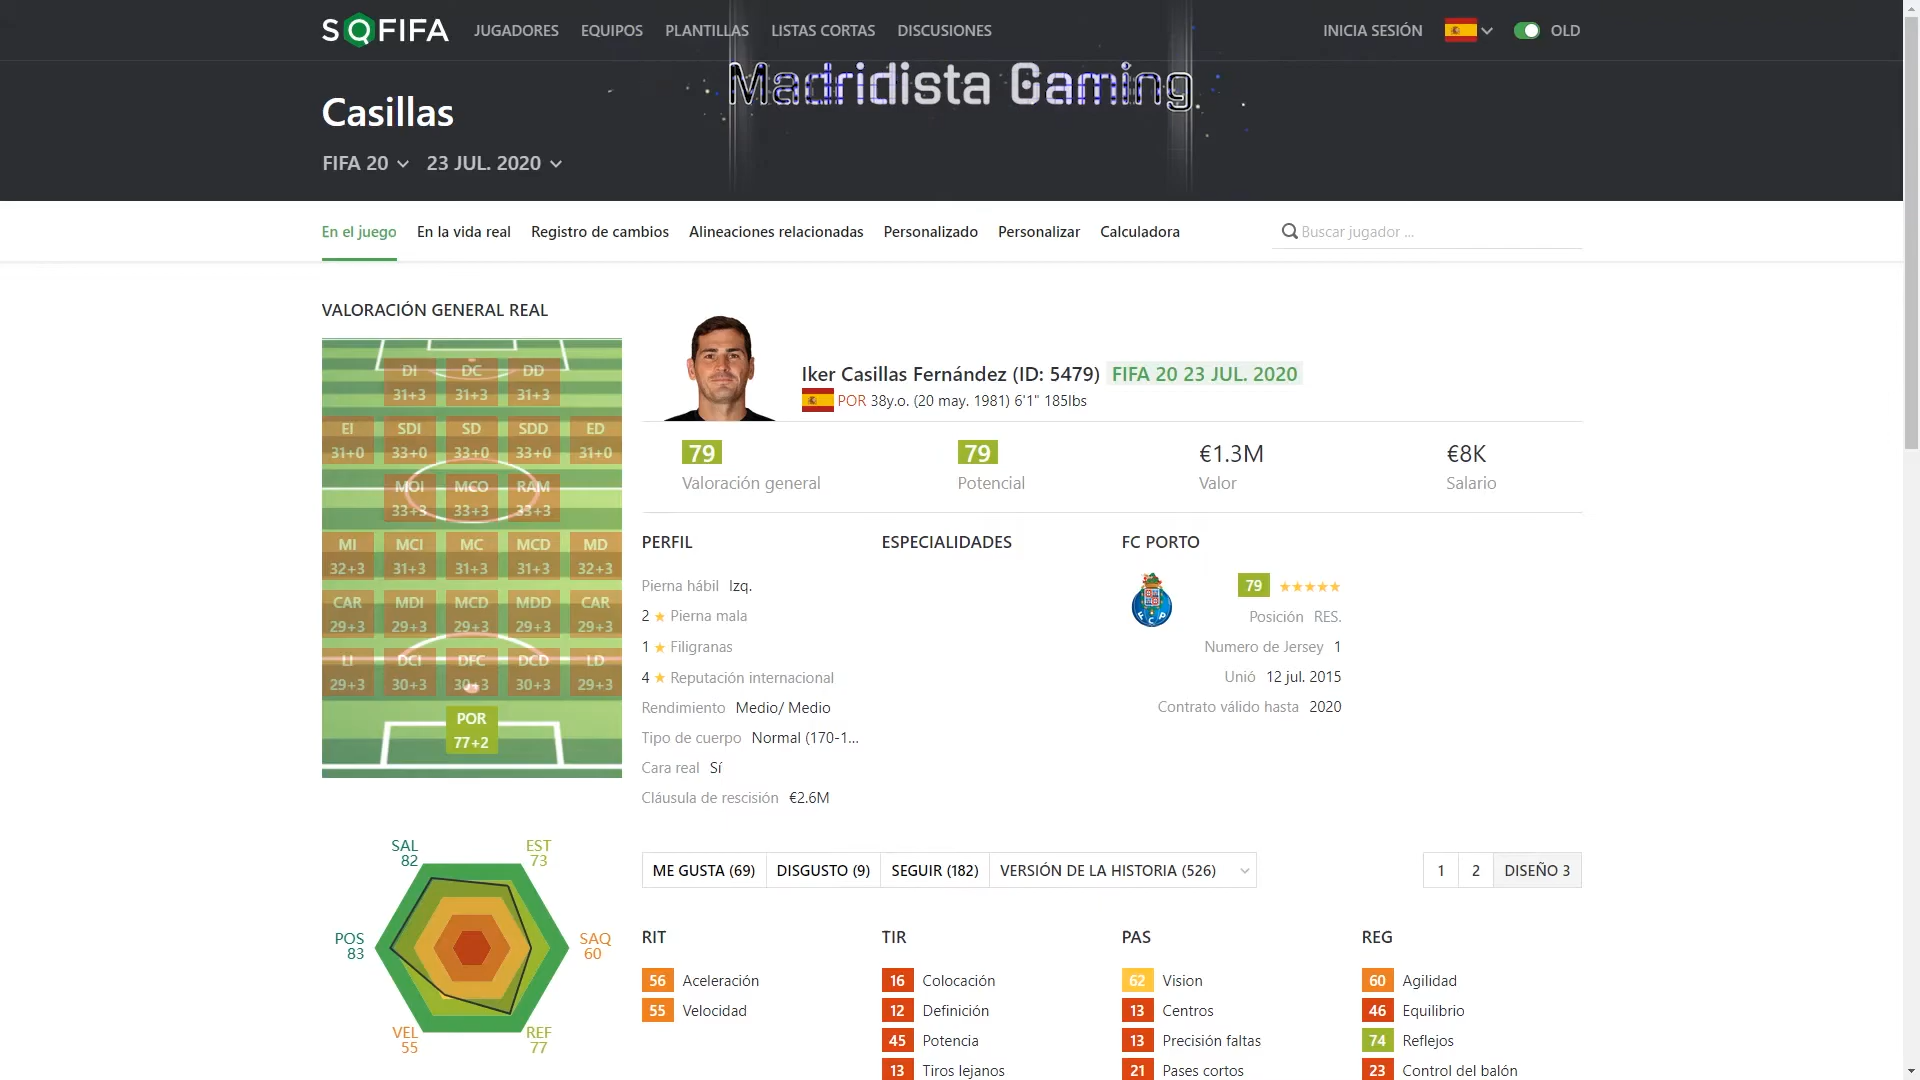 SOFIFA JUGADORES EQUIPOS PLANTILLAS LISTAS CORTAS DISCUSIONES INICIA SESIÓN OLD
Madridista Gaming
Casillas
FIFA 20 23 JUL. 2020
En el juego En la vida real Registro de cambios Alineaciones relacionadas Personalizado Personalizar Calculadora Buscar jugador ...
VALORACIÓN GENERAL REAL
DI DC DD
31+3 31+3 31+3
EI SDI SD SDD ED
31+0 33+0 33+0 33+0 31+0
MOI MCO RAM
33+3 33+3 33+3
MI MCI MC MCD MD
32+3 31+3 31+3 31+3 32+3
CAR MDI MCD MDD CAR
29+3 29+3 29+3 29+3 29+3
LI DCI DFC DCD LD
29+3 30+3 30+3 30+3 29+3
POR
77+2
Iker Casillas Fernández (ID: 5479) FIFA 20 23 JUL. 2020
POR 38y.o. (20 may. 1981) 6'1" 185lbs
79 79 €1.3M €8K
Valoración general Potencial Valor Salario
PERFIL
Pierna hábil Izq.
2 ★ Pierna mala
1 ★ Filigranas
4 ★ Reputación internacional
Rendimiento Medio/ Medio
Tipo de cuerpo Normal (170-1...
Cara real Sí
Cláusula de rescisión €2.6M
ESPECIALIDADES
FC PORTO
FCP
79 ★★★★★
Posición RES.
Numero de Jersey 1
Unió 12 jul. 2015
Contrato válido hasta 2020
SAL
82
EST
73
POS
83
SAQ
60
VEL
55
REF
77
ME GUSTA (69) DISGUSTO (9) SEGUIR (182) VERSIÓN DE LA HISTORIA (526) 1 2 DISEÑO 3
RIT
56 Aceleración
55 Velocidad
TIR
16 Colocación
12 Definición
45 Potencia
13 Tiros lejanos
PAS
62 Vision
13 Centros
13 Precisión faltas
21 Pases cortos
REG
60 Agilidad
46 Equilibrio
74 Reflejos
23 Control del balón